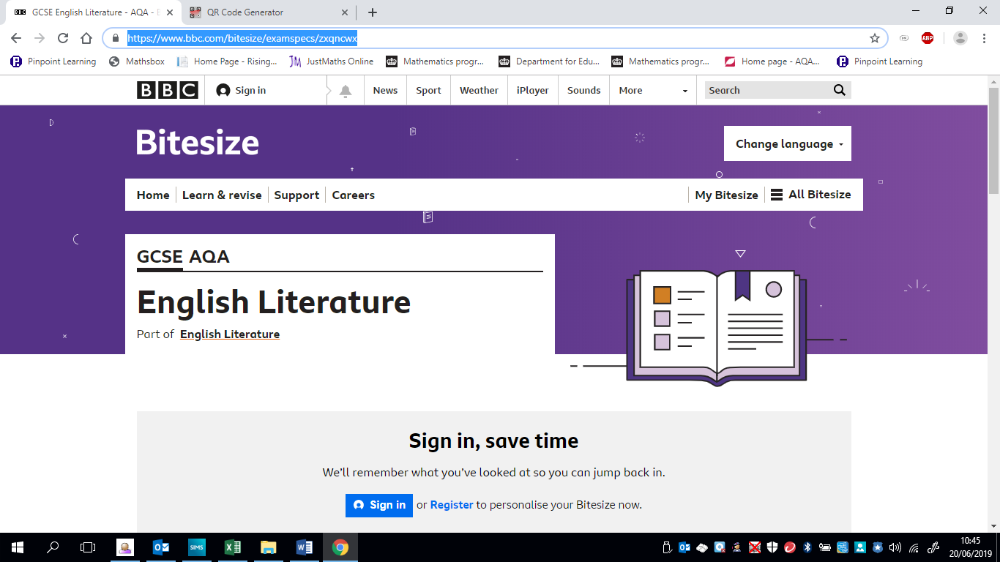 BBC GCSE English Literature - AQA - B
QR Code Generator
https://www.bbc.com/bitesize/examspecs/zxqncwx
ABP
Pinpoint Learning Mathsbox Home Page - Rising... JM JustMaths Online Mathematics progr... Department for Edu... Mathematics progr... Home page - AQA... Pinpoint Learning
BBC Sign in News Sport Weather iPlayer Sounds More Search
Bitesize
Change language
Home Learn & revise Support Careers My Bitesize All Bitesize
GCSE AQA
English Literature
Part of English Literature
Sign in, save time
We'll remember what you've looked at so you can jump back in.
Sign in or Register to personalise your Bitesize now.
SIMS
10:45
20/06/2019